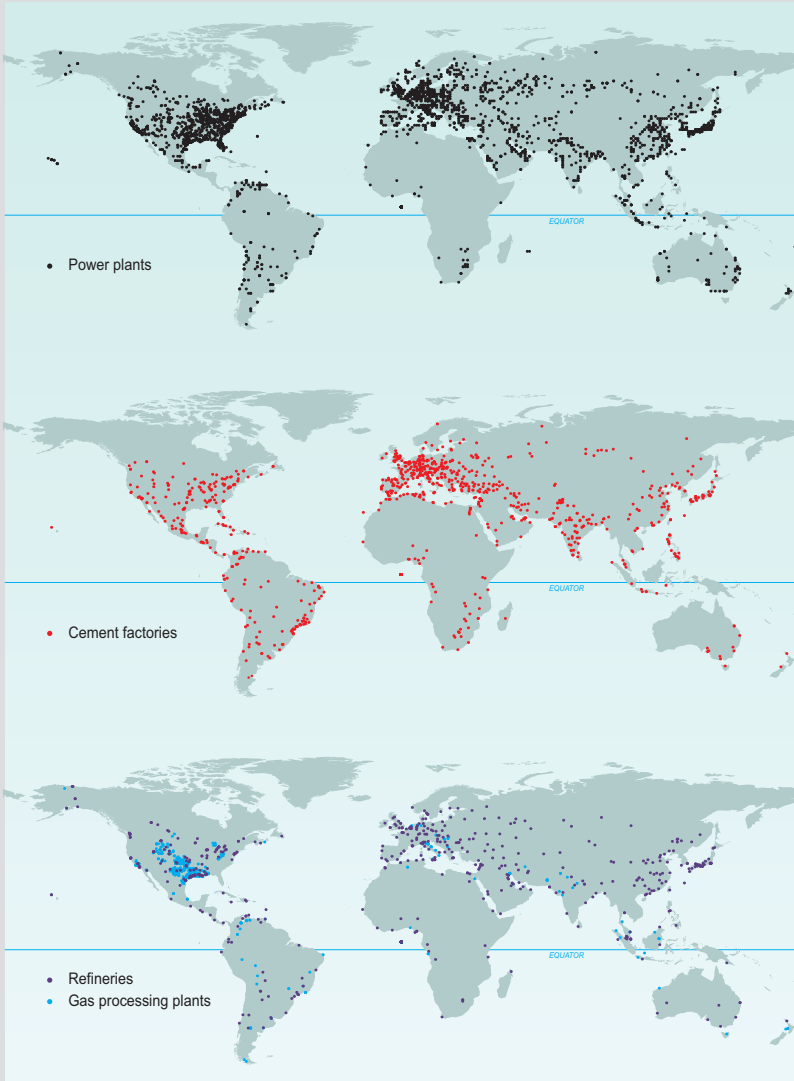 EQUATOR
Power plants
EQUATOR
Cement factories
EQUATOR
Refineries
Gas processing plants